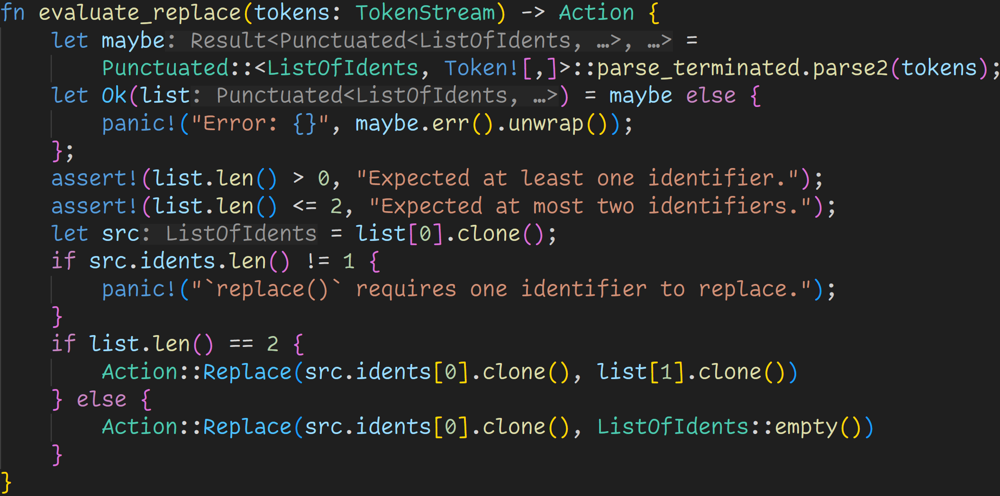 fn evaluate_replace(tokens: TokenStream) -> Action {
    let maybe: Result<Punctuated<ListOfIdents, …>, …> =
        Punctuated::<ListOfIdents, Token![,]>::parse_terminated.parse2(tokens);
    let Ok(list: Punctuated<ListOfIdents, …>) = maybe else {
        panic!("Error: {}", maybe.err().unwrap());
    };
    assert!(list.len() > 0, "Expected at least one identifier.");
    assert!(list.len() <= 2, "Expected at most two identifiers.");
    let src: ListOfIdents = list[0].clone();
    if src.idents.len() != 1 {
        panic!("`replace()` requires one identifier to replace.");
    }
    if list.len() == 2 {
        Action::Replace(src.idents[0].clone(), list[1].clone())
    } else {
        Action::Replace(src.idents[0].clone(), ListOfIdents::empty())
    }
}